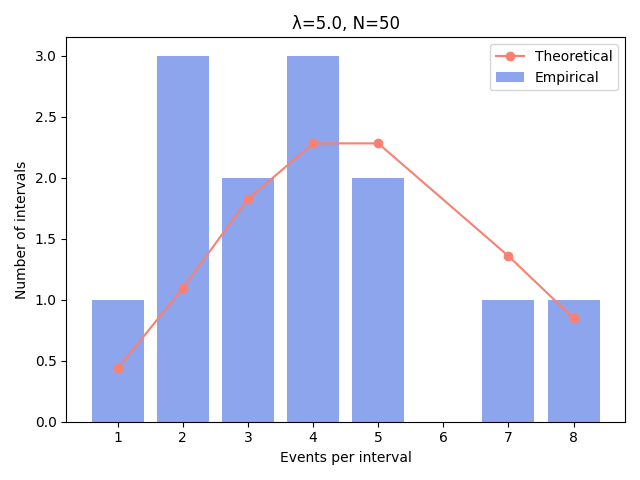 λ=5.0, N=50
Theoretical
Empirical
Number of intervals
3.0
2.5
2.0
1.5
1.0
0.5
0.0
1 2 3 4 5 6 7 8
Events per interval